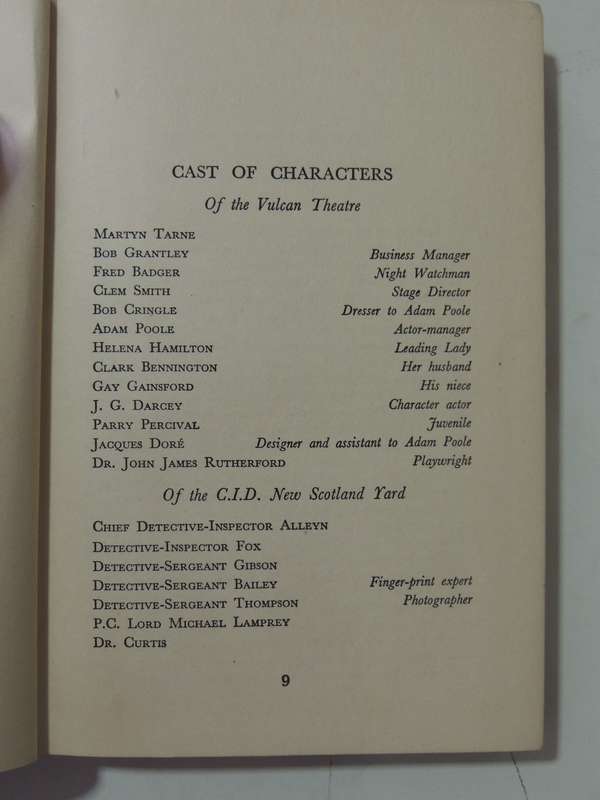 CAST OF CHARACTERS
Of the Vulcan Theatre
MARTYN TARNE
BOB GRANTLEY Business Manager
FRED BADGER Night Watchman
CLEM SMITH Stage Director
BOB CRINGLE Dresser to Adam Poole
ADAM POOLE Actor-manager
HELENA HAMILTON Leading Lady
CLARK BENNINGTON Her husband
GAY GAINSFORD His niece
J. G. DARCEY Character actor
PARRY PERCIVAL Juvenile
JACQUES DORÉ Designer and assistant to Adam Poole
DR. JOHN JAMES RUTHERFORD Playwright
Of the C.I.D. New Scotland Yard
CHIEF DETECTIVE-INSPECTOR ALLEYN
DETECTIVE-INSPECTOR FOX
DETECTIVE-SERGEANT GIBSON
DETECTIVE-SERGEANT BAILEY Finger-print expert
DETECTIVE-SERGEANT THOMPSON Photographer
P.C. LORD MICHAEL LAMPREY
DR. CURTIS
9